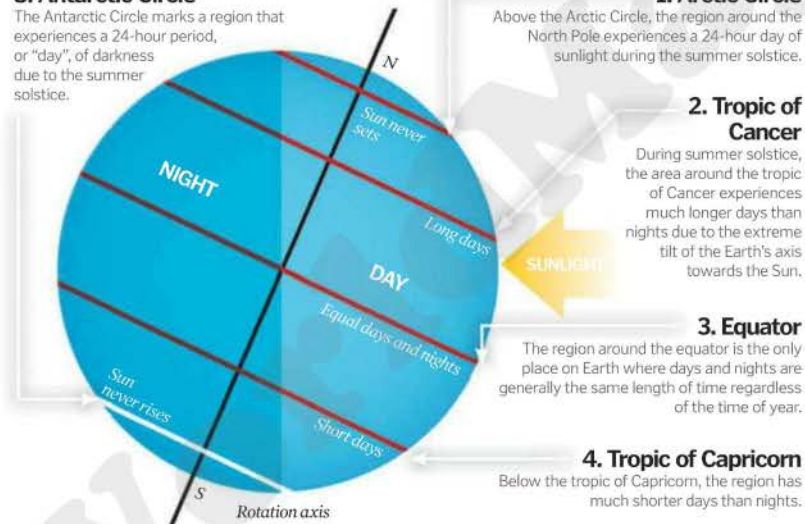 5. Antarctic Circle
The Antarctic Circle marks a region that
experiences a 24-hour period,
or “day”, of darkness
due to the summer
solstice.
1. Arctic Circle
Above the Arctic Circle, the region around the
North Pole experiences a 24-hour day of
sunlight during the summer solstice.
2. Tropic of
Cancer
During summer solstice,
the area around the tropic
of Cancer experiences
much longer days than
nights due to the extreme
tilt of the Earth’s axis
towards the Sun.
3. Equator
The region around the equator is the only
place on Earth where days and nights are
generally the same length of time regardless
of the time of year.
4. Tropic of Capricorn
Below the tropic of Capricorn, the region has
much shorter days than nights.
N
Sun never
sets
NIGHT
Long days
DAY
SUNLIGHT
Equal days and nights
Sun
never rises
Short days
S
Rotation axis